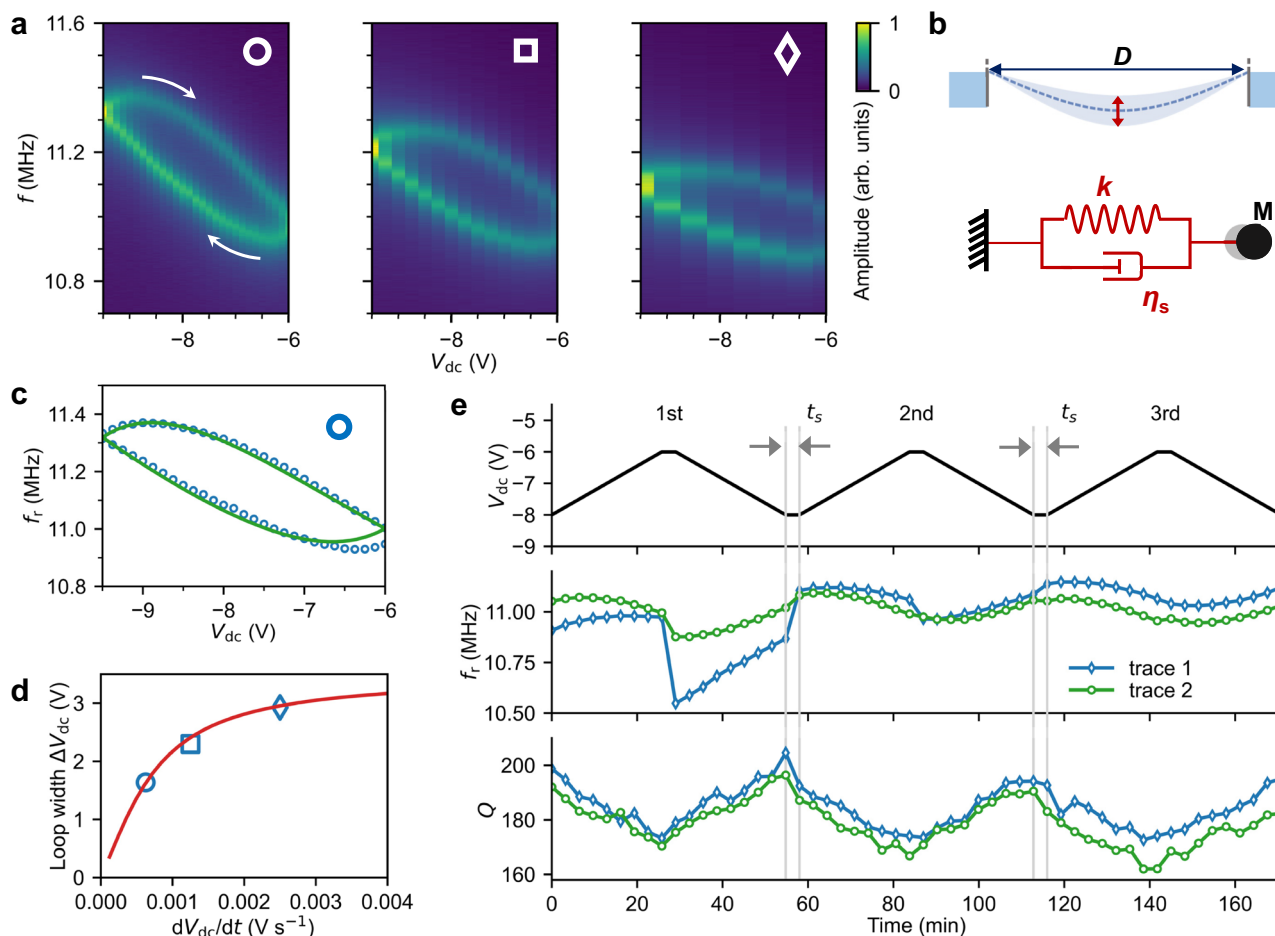 a
11.6
11.2
10.8
f (MHz)
−8
−6
−8
−6
−8
−6
V_dc (V)
1
0
Amplitude (arb. units)
b
D
k
M
η_s
c
11.4
11.2
11.0
10.8
f_r (MHz)
−9
−8
−7
−6
V_dc (V)
d
3
2
1
0
Loop width ΔV_dc (V)
0.000
0.001
0.002
0.003
0.004
dV_dc/dt (V s⁻¹)
e
1st
t_s
2nd
t_s
3rd
−5
−6
−7
−8
−9
V_dc (V)
11.00
10.75
10.50
f_r (MHz)
trace 1
trace 2
200
180
160
Q
0
20
40
60
80
100
120
140
160
Time (min)